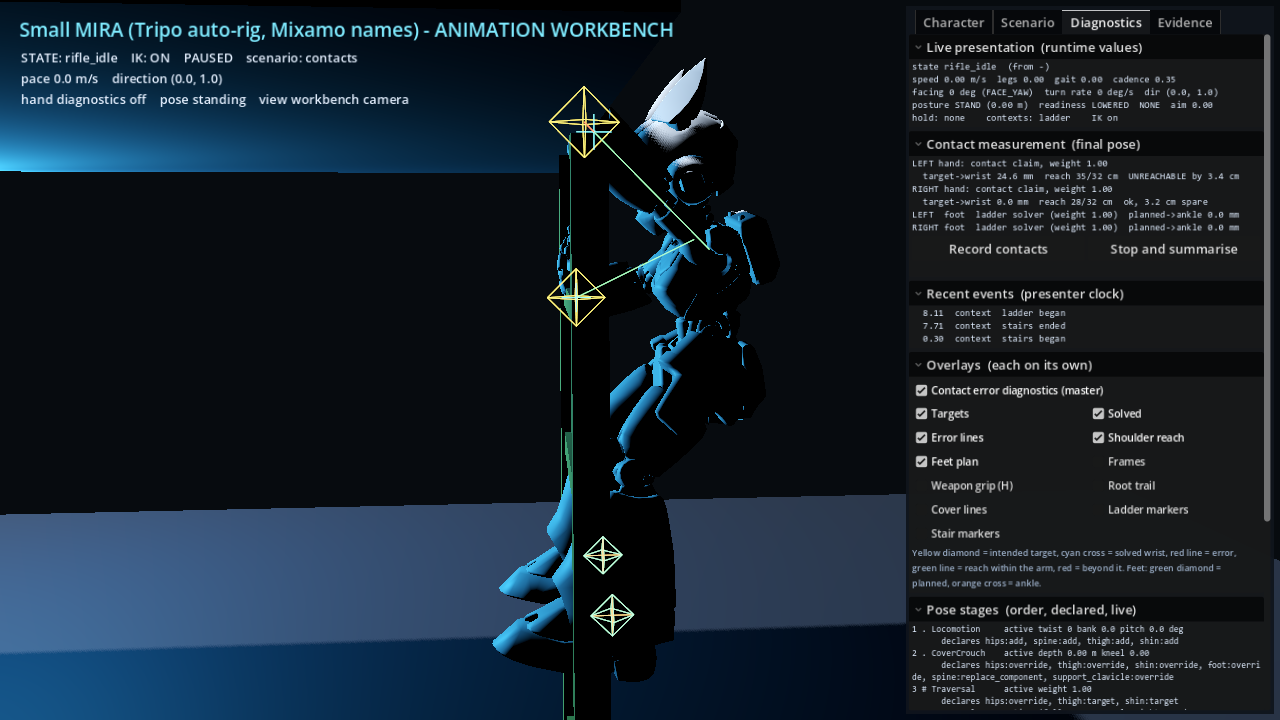 Small MIRA (Tripo auto-rig, Mixamo names) - ANIMATION WORKBENCH
STATE: rifle_idle IK: ON PAUSED scenario: contacts
pace 0.0 m/s direction (0.0, 1.0)
hand diagnostics off pose standing view workbench camera
Character Scenario Diagnostics Evidence
Live presentation (runtime values)
state rifle_idle (from -)
speed 0.00 m/s legs 0.00 gait 0.00 cadence 0.35
facing 0 deg (FACE_YAW) turn rate 0 deg/s dir (0.0, 1.0)
posture STAND (0.00 m) readiness LOWERED NONE aim 0.00
hold: none contexts: ladder IK on
Contact measurement (final pose)
LEFT hand: contact claim, weight 1.00
target->wrist 24.6 mm reach 35/32 cm UNREACHABLE by 3.4 cm
RIGHT hand: contact claim, weight 1.00
target->wrist 0.0 mm reach 28/32 cm ok, 3.2 cm spare
LEFT foot ladder solver (weight 1.00) planned->ankle 0.0 mm
RIGHT foot ladder solver (weight 1.00) planned->ankle 0.0 mm
Record contacts Stop and summarise
Recent events (presenter clock)
8.11 context ladder began
7.71 context stairs ended
0.30 context stairs began
Overlays (each on its own)
Contact error diagnostics (master)
Targets Solved
Error lines Shoulder reach
Feet plan Frames
Weapon grip (H) Root trail
Cover lines Ladder markers
Stair markers
Yellow diamond = intended target, cyan cross = solved wrist, red line = error,
green line = reach within the arm, red = beyond it. Feet: green diamond =
planned, orange cross = ankle.
Pose stages (order, declared, live)
1 . Locomotion active twist 0 bank 0.0 pitch 0.0 deg
declares hips:add, spine:add, thigh:add, shin:add
2 . CoverCrouch active depth 0.00 m kneel 0.00
declares hips:override, thigh:override, shin:override, foot:overri
de, spine:replace_component, support_clavicle:override
3 # Traversal active weight 1.00
declares hips:override, thigh:target, shin:target